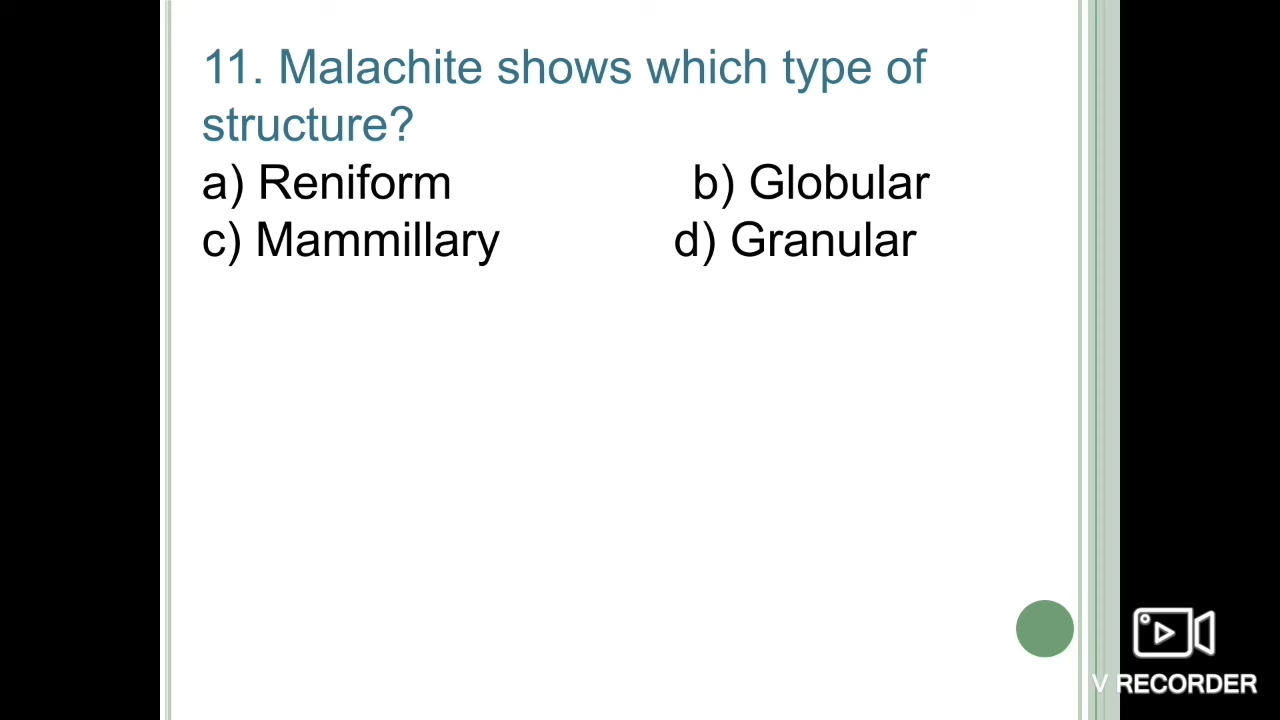 11. Malachite shows which type of
structure?
a) Reniform b) Globular
c) Mammillary d) Granular
V RECORDER